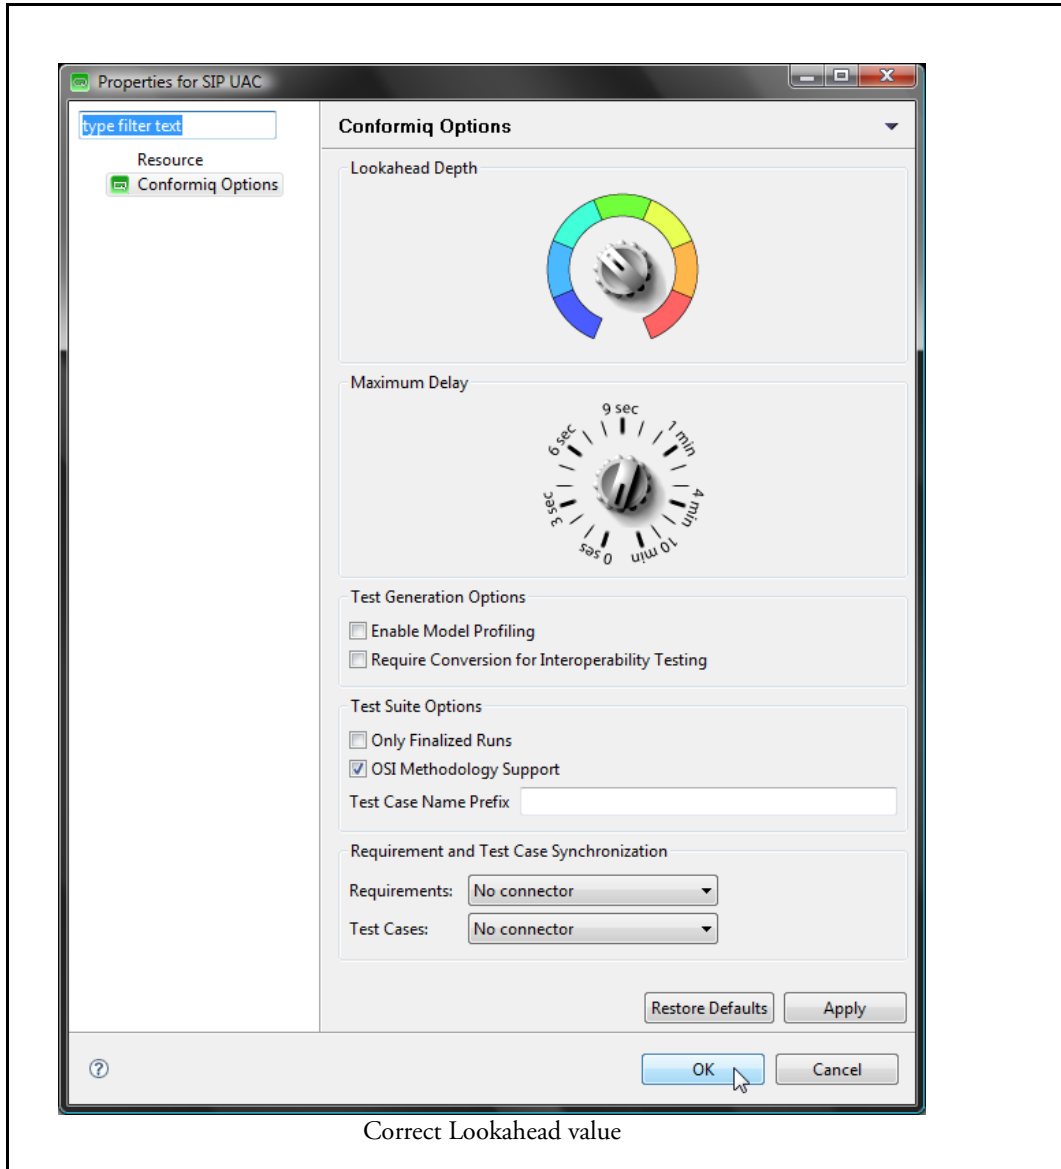 Properties for SIP UAC
type filter text
Resource
Conformiq Options
Conformiq Options
Lookahead Depth
Maximum Delay
0 ses
3 sec
6 sec
9 sec
1 min
4 min
10 min
Test Generation Options
Enable Model Profiling
Require Conversion for Interoperability Testing
Test Suite Options
Only Finalized Runs
OSI Methodology Support
Test Case Name Prefix
Requirement and Test Case Synchronization
Requirements: No connector
Test Cases: No connector
Restore Defaults Apply
? OK Cancel
Correct Lookahead value